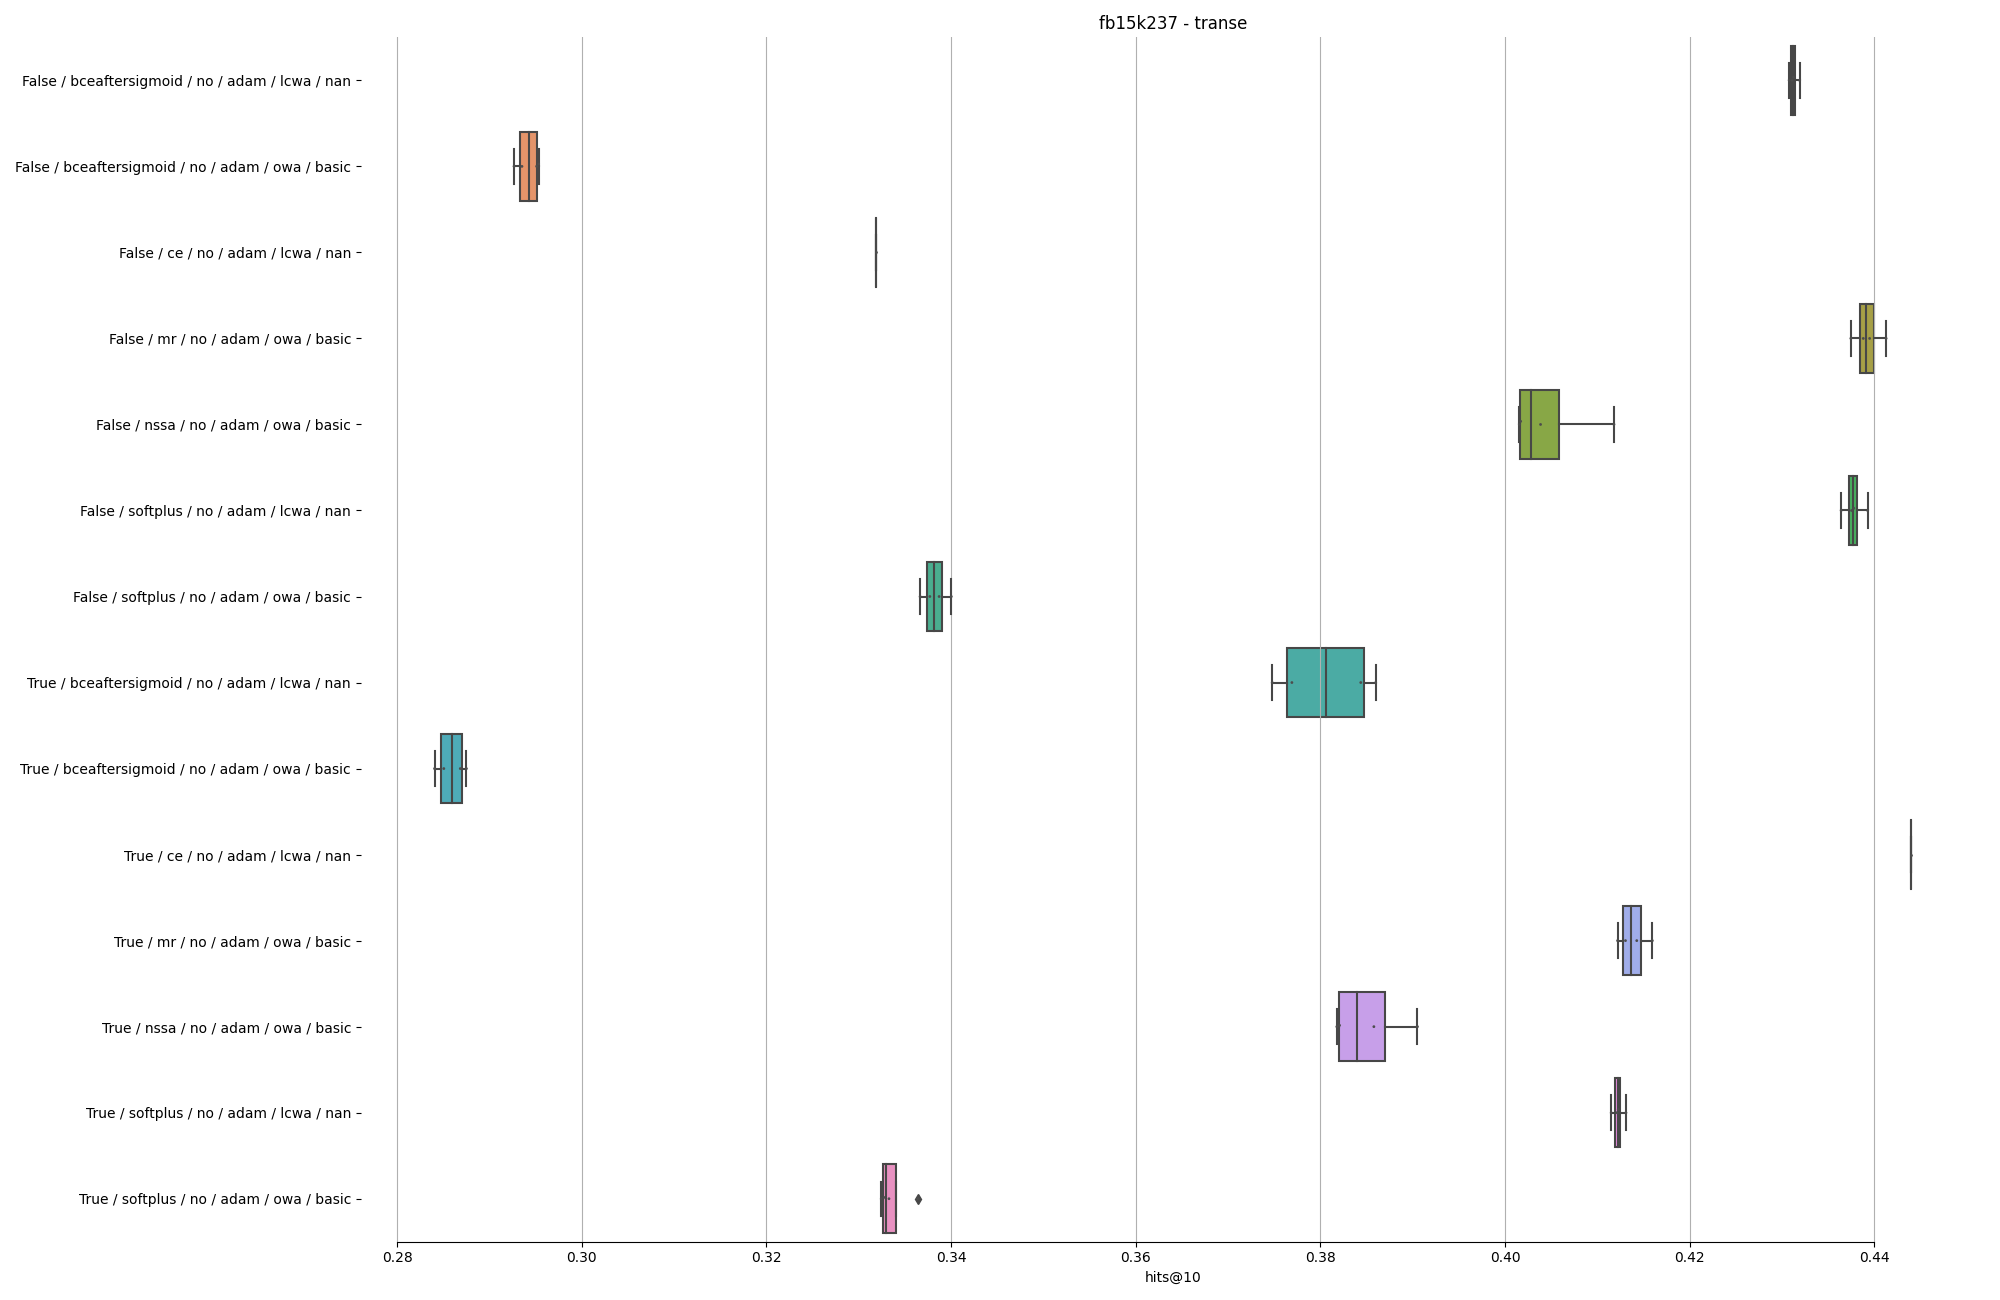 fb15k237 - transe
False / bceaftersigmoid / no / adam / lcwa / nan
False / bceaftersigmoid / no / adam / owa / basic
False / ce / no / adam / lcwa / nan
False / mr / no / adam / owa / basic
False / nssa / no / adam / owa / basic
False / softplus / no / adam / lcwa / nan
False / softplus / no / adam / owa / basic
True / bceaftersigmoid / no / adam / lcwa / nan
True / bceaftersigmoid / no / adam / owa / basic
True / ce / no / adam / lcwa / nan
True / mr / no / adam / owa / basic
True / nssa / no / adam / owa / basic
True / softplus / no / adam / lcwa / nan
True / softplus / no / adam / owa / basic
0.28 0.30 0.32 0.34 0.36 0.38 0.40 0.42 0.44
hits@10